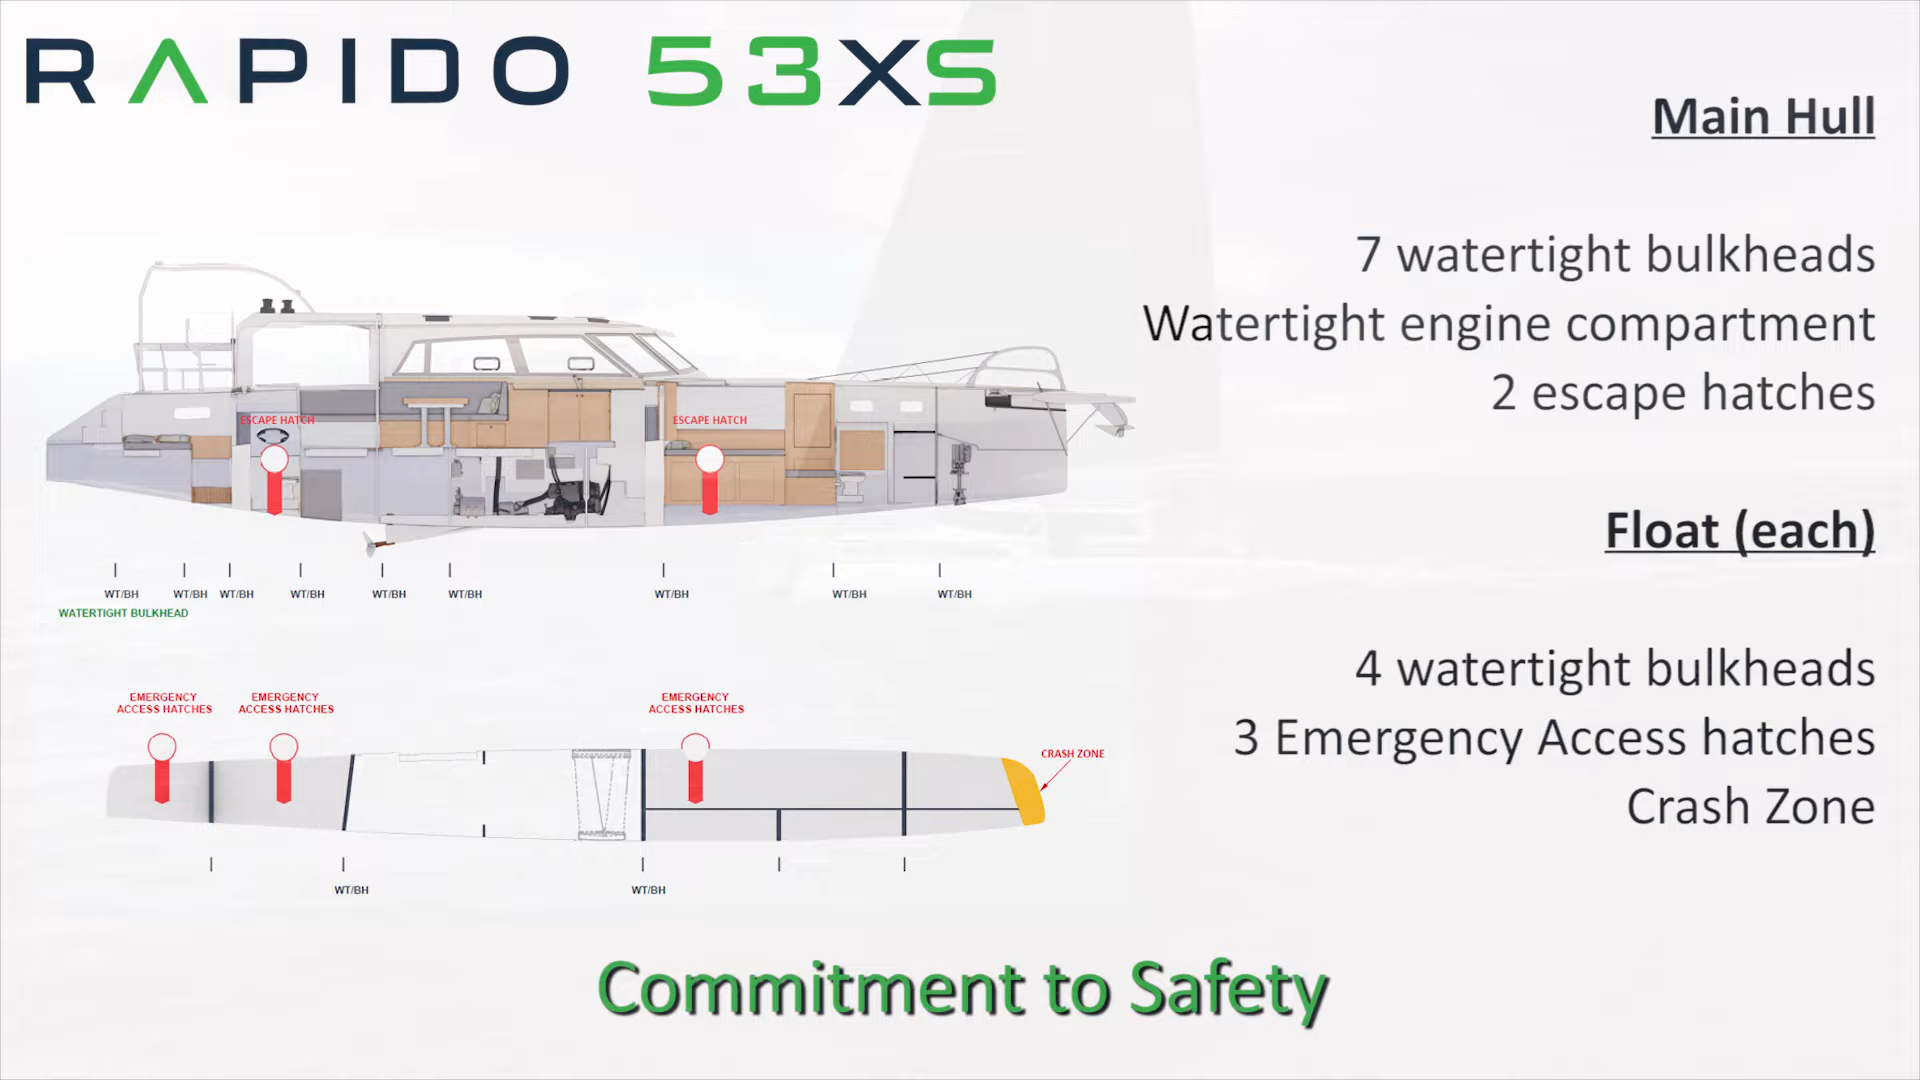 RAPIDO 53XS
Main Hull
7 watertight bulkheads
Watertight engine compartment
2 escape hatches
ESCAPE HATCH
ESCAPE HATCH
WT/BH
WT/BH
WT/BH
WT/BH
WT/BH
WT/BH
WT/BH
WT/BH
WT/BH
WATERTIGHT BULKHEAD
Float (each)
4 watertight bulkheads
3 Emergency Access hatches
Crash Zone
EMERGENCY
ACCESS HATCHES
EMERGENCY
ACCESS HATCHES
EMERGENCY
ACCESS HATCHES
CRASH ZONE
WT/BH
WT/BH
Commitment to Safety